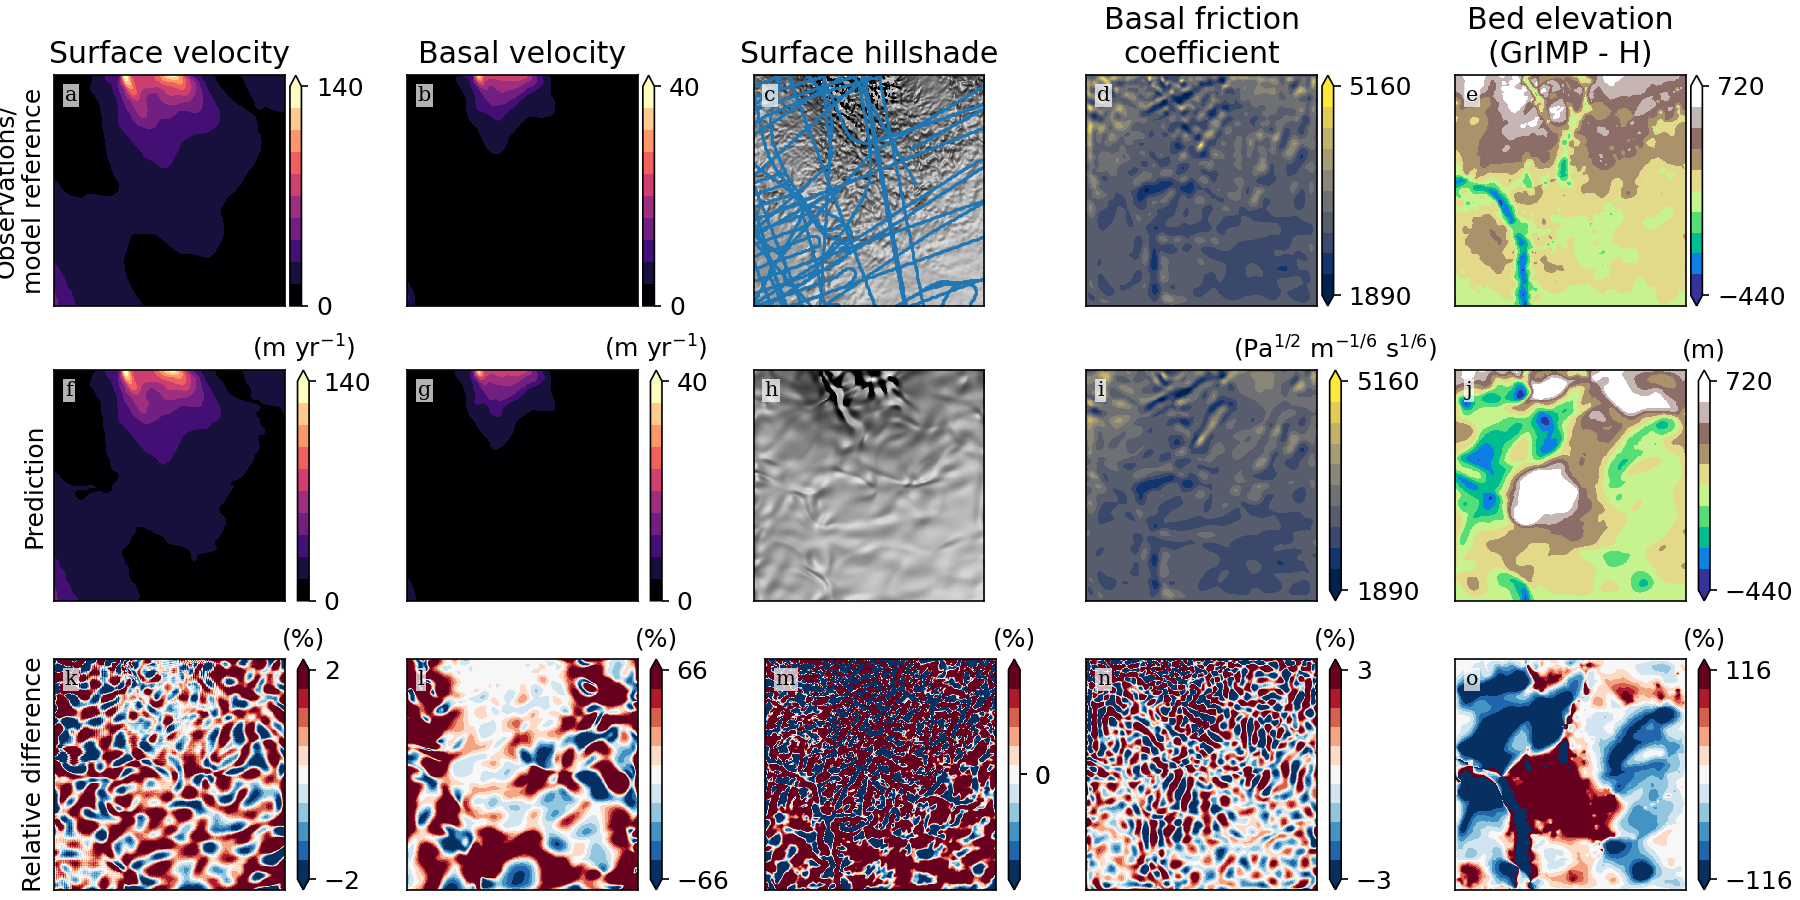 Surface velocity
Basal velocity
Surface hillshade
Basal friction
coefficient
Bed elevation
(GrIMP - H)
Observations/
model reference
a
140
0
b
40
0
c
d
5160
1890
e
720
−440
(m yr−1)
(m yr−1)
(Pa1/2 m−1/6 s1/6)
(m)
Prediction
f
140
0
g
40
0
h
i
5160
1890
j
720
−440
(%)
(%)
(%)
(%)
(%)
Relative difference
k
2
−2
l
66
−66
m
0
n
3
−3
o
116
−116